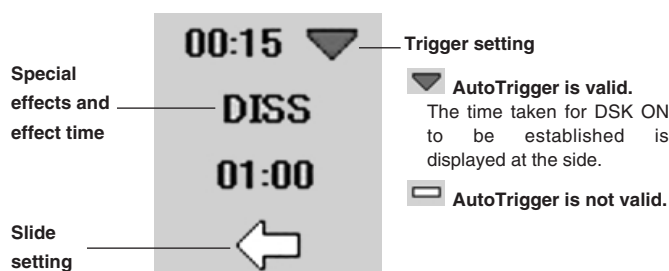 00:15
Trigger setting
Special
effects and
effect time
DISS
01:00
Slide
setting
AutoTrigger is valid.
The time taken for DSK ON
to be established is
displayed at the side.
AutoTrigger is not valid.